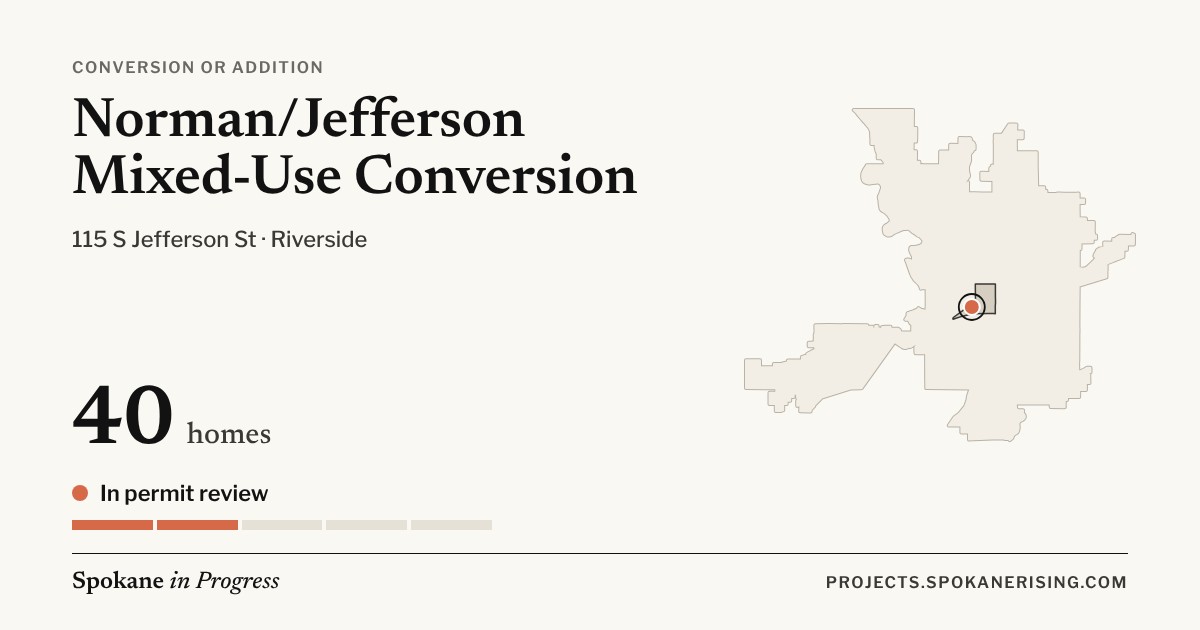 CONVERSION OR ADDITION
Norman/Jefferson
Mixed-Use Conversion
115 S Jefferson St · Riverside
40 homes
In permit review
Spokane in Progress
PROJECTS.SPOKANERISING.COM